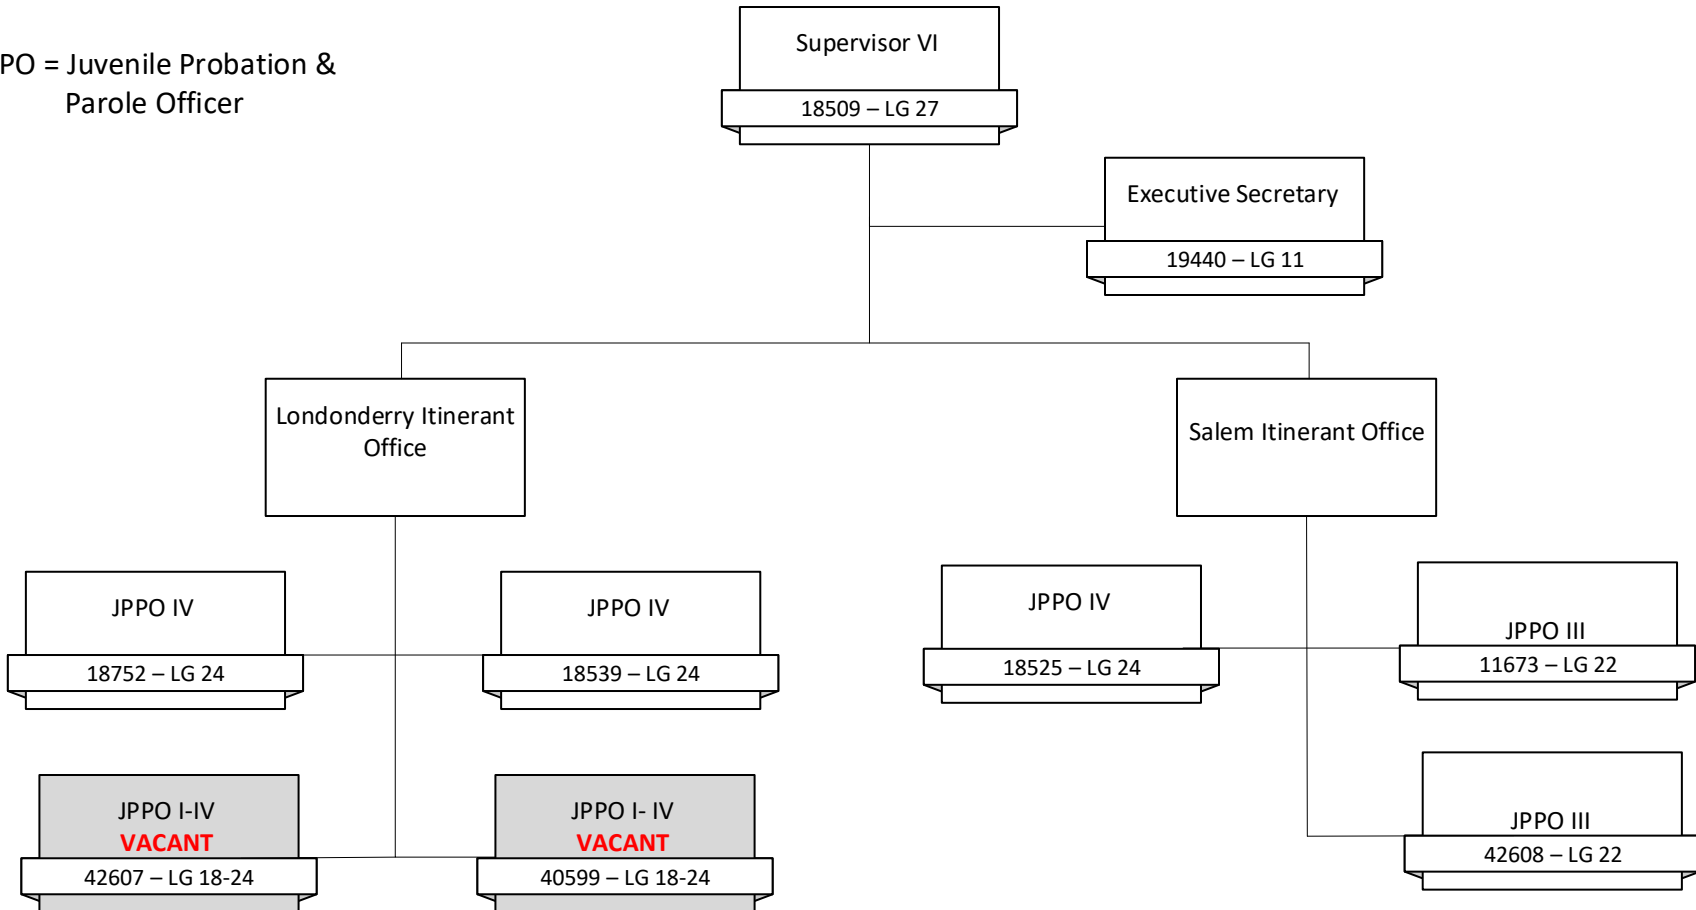 PO = Juvenile Probation &
Parole Officer
Supervisor VI
18509 – LG 27
Executive Secretary
19440 – LG 11
Londonderry Itinerant
Office
Salem Itinerant Office
JPPO IV
18752 – LG 24
JPPO IV
18539 – LG 24
JPPO IV
18525 – LG 24
JPPO III
11673 – LG 22
JPPO I-IV
VACANT
42607 – LG 18-24
JPPO I- IV
VACANT
40599 – LG 18-24
JPPO III
42608 – LG 22